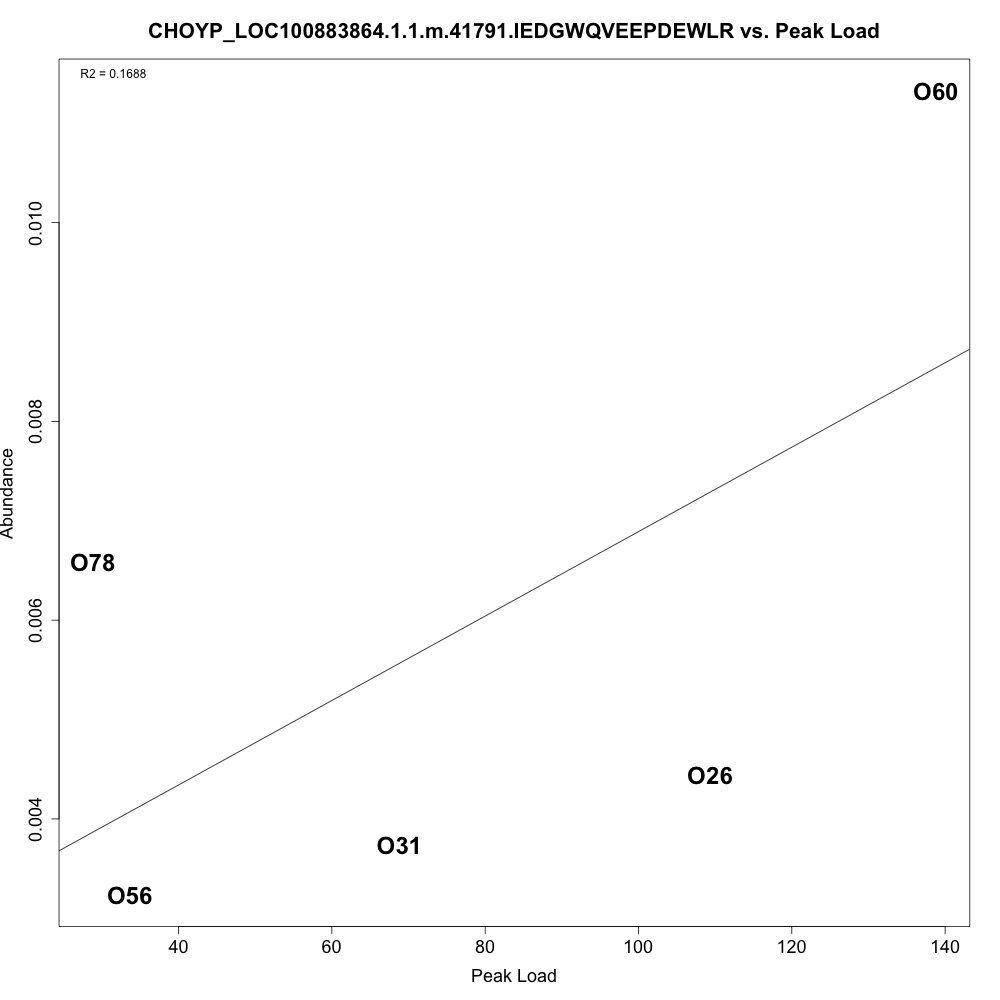 CHOYP_LOC100883864.1.1.m.41791.IEDGWQVEEPDEWLR vs. Peak Load
R2 = 0.1688
O60
0.010
0.008
Abundance
O78
0.006
O26
0.004
O31
O56
40 60 80 100 120 140
Peak Load